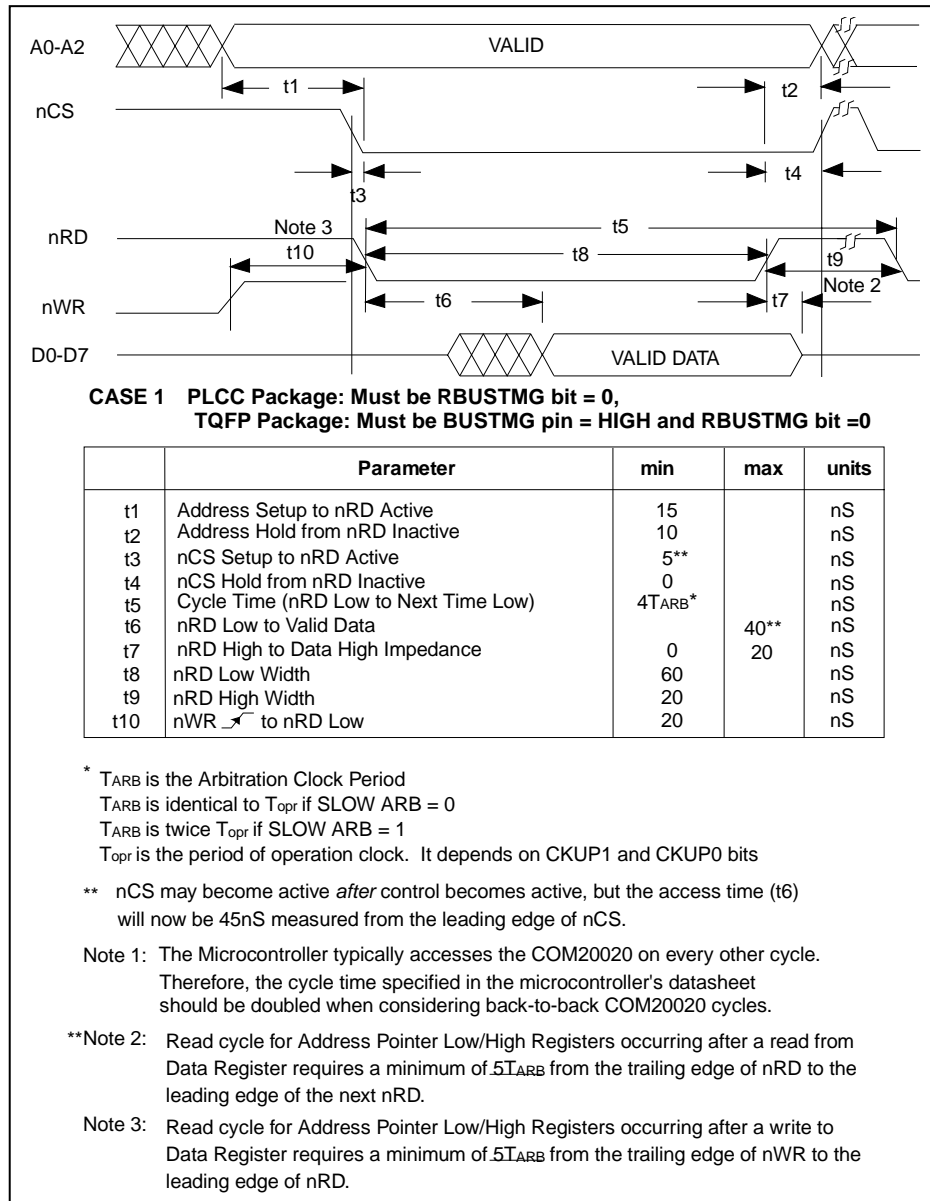 A0-A2
VALID
t1
t2
nCS
t3
t4
nRD
Note 3
t5
t10
t8
t9
Note 2
nWR
t6
t7
D0-D7
VALID DATA
CASE 1 PLCC Package: Must be RBUSTMG bit = 0,
TQFP Package: Must be BUSTMG pin = HIGH and RBUSTMG bit =0
Parameter min max units
t1 Address Setup to nRD Active 15 nS
t2 Address Hold from nRD Inactive 10 nS
t3 nCS Setup to nRD Active 5** nS
t4 nCS Hold from nRD Inactive 0 nS
t5 Cycle Time (nRD Low to Next Time Low) 4TARB* nS
t6 nRD Low to Valid Data 40** nS
t7 nRD High to Data High Impedance 0 20 nS
t8 nRD Low Width 60 nS
t9 nRD High Width 20 nS
t10 nWR to nRD Low 20 nS
* TARB is the Arbitration Clock Period
TARB is identical to Topr if SLOW ARB = 0
TARB is twice Topr if SLOW ARB = 1
Topr is the period of operation clock. It depends on CKUP1 and CKUP0 bits
** nCS may become active after control becomes active, but the access time (t6)
will now be 45nS measured from the leading edge of nCS.
Note 1: The Microcontroller typically accesses the COM20020 on every other cycle.
Therefore, the cycle time specified in the microcontroller's datasheet
should be doubled when considering back-to-back COM20020 cycles.
**Note 2: Read cycle for Address Pointer Low/High Registers occurring after a read from
Data Register requires a minimum of 5TARB from the trailing edge of nRD to the
leading edge of the next nRD.
Note 3: Read cycle for Address Pointer Low/High Registers occurring after a write to
Data Register requires a minimum of 5TARB from the trailing edge of nWR to the
leading edge of nRD.